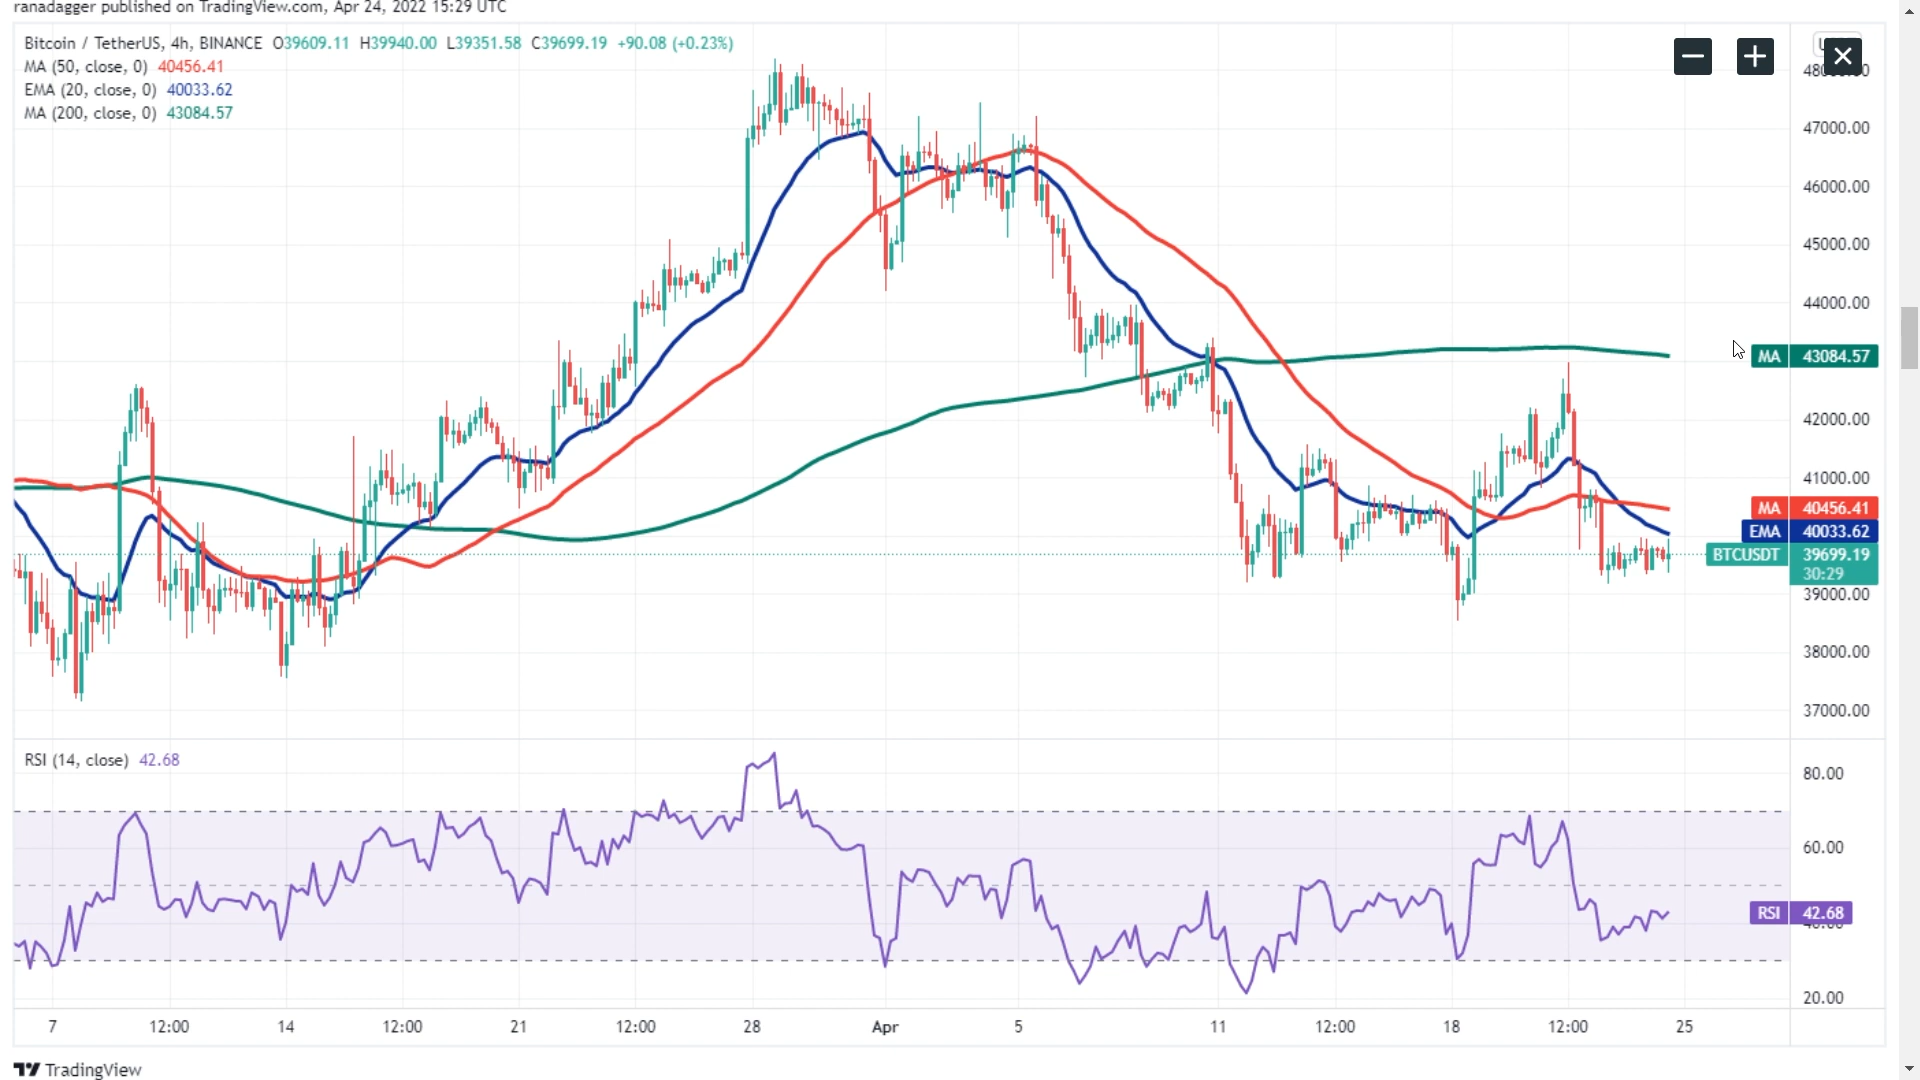 ranadagger published on TradingView.com, Apr 24, 2022 15:29 UTC
Bitcoin / TetherUS, 4h, BINANCE O39609.11 H39940.00 L39351.58 C39699.19 +90.08 (+0.23%)
MA (50, close, 0) 40456.41
EMA (20, close, 0) 40033.62
MA (200, close, 0) 43084.57
47000.00
46000.00
45000.00
44000.00
MA 43084.57
42000.00
41000.00
MA 40456.41
EMA 40033.62
BTCUSDT 39699.19
30:29
39000.00
38000.00
37000.00
RSI (14, close) 42.68
80.00
60.00
RSI 42.68
40.00
20.00
7 12:00 14 12:00 21 12:00 28 Apr 5 11 12:00 18 12:00 25
TradingView